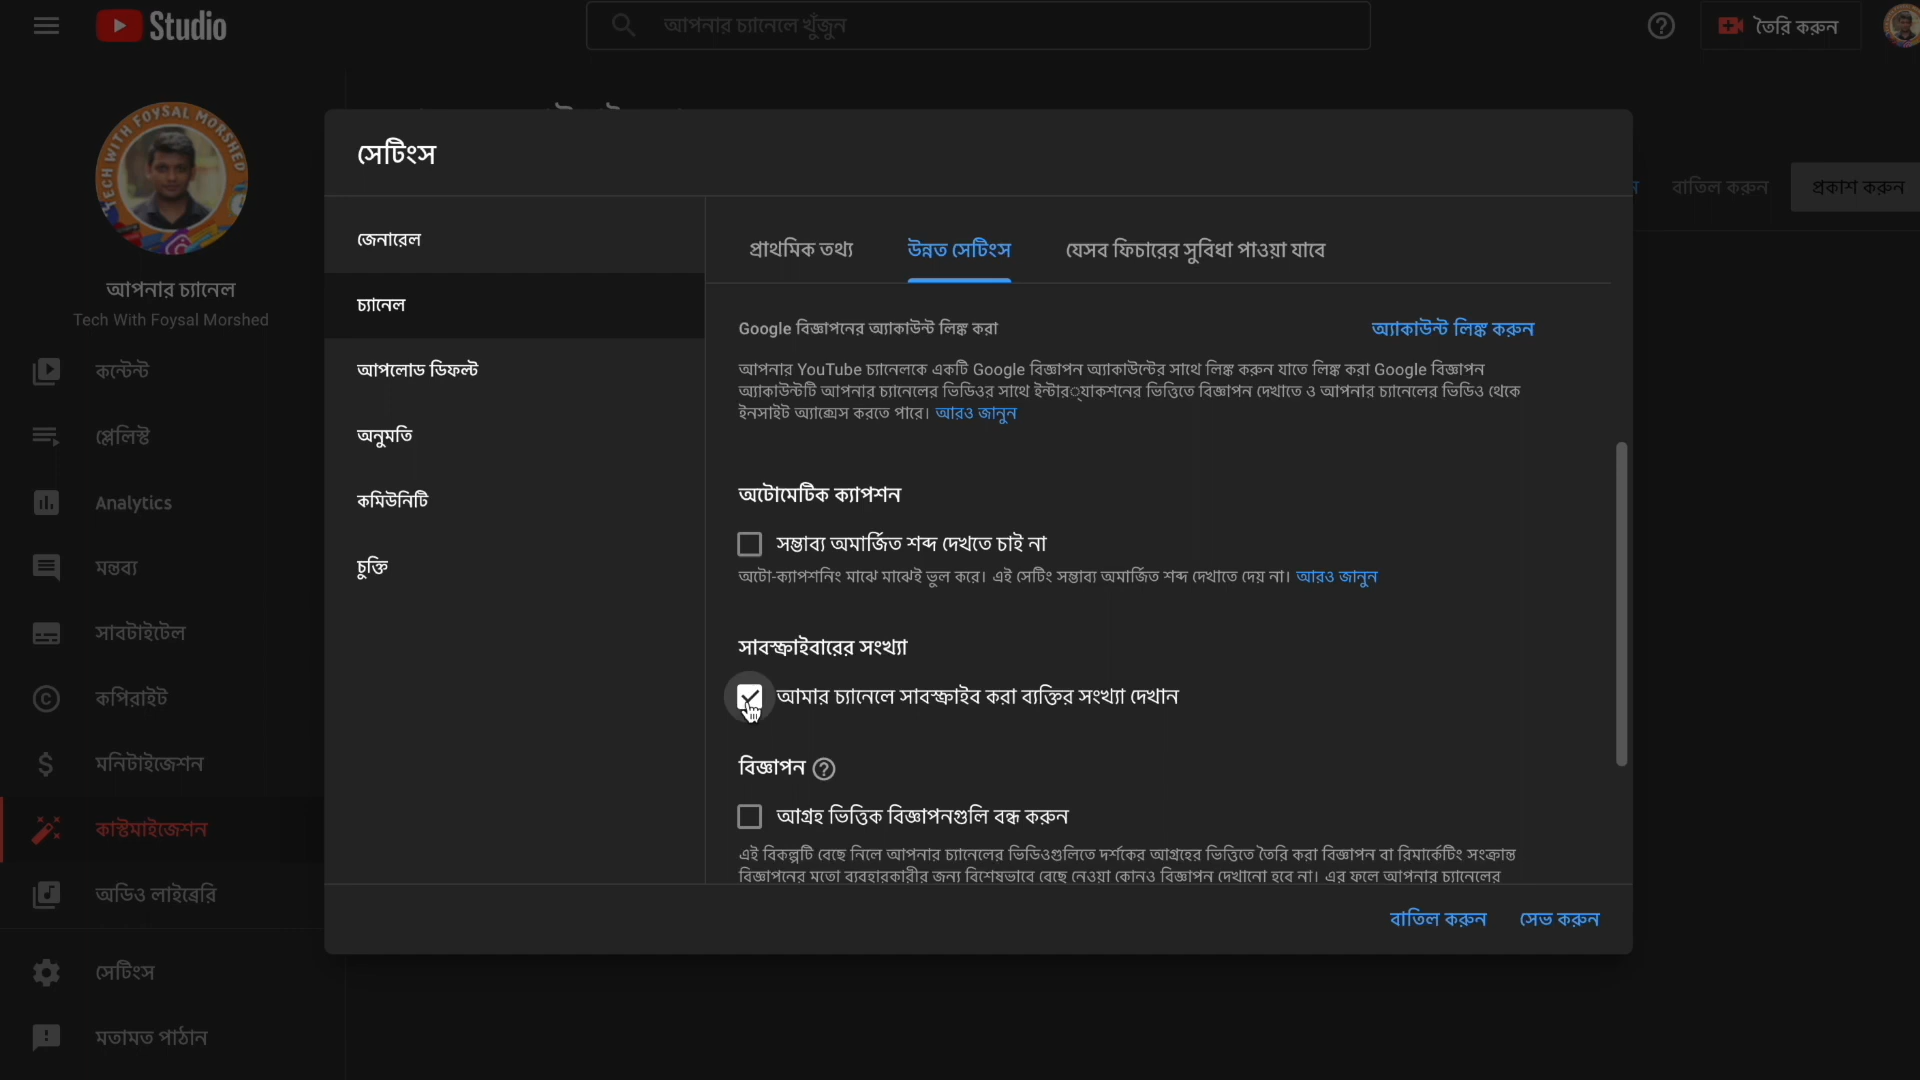 Studio
আপনার চ্যানেলে খুঁজুন
তৈরি করুন
TECH WITH FOYSAL MORSHED
আপনার চ্যানেল
Tech With Foysal Morshed
কন্টেন্ট
প্লেলিস্ট
Analytics
মন্তব্য
সাবটাইটেল
কপিরাইট
মনিটাইজেশন
কাস্টমাইজেশন
অডিও লাইব্রেরি
সেটিংস
মতামত পাঠান
বাতিল করুন
প্রকাশ করুন
সেটিংস
জেনারেল
চ্যানেল
আপলোড ডিফল্ট
অনুমতি
কমিউনিটি
চুক্তি
প্রাথমিক তথ্য
উন্নত সেটিংস
যেসব ফিচারের সুবিধা পাওয়া যাবে
Google বিজ্ঞাপনের অ্যাকাউন্ট লিঙ্ক করা
অ্যাকাউন্ট লিঙ্ক করুন
আপনার YouTube চ্যানেলকে একটি Google বিজ্ঞাপন অ্যাকাউন্টের সাথে লিঙ্ক করুন যাতে লিঙ্ক করা Google বিজ্ঞাপন
অ্যাকাউন্টটি আপনার চ্যানেলের ভিডিওর সাথে ইন্টার্‌যাকশনের ভিত্তিতে বিজ্ঞাপন দেখাতে ও আপনার চ্যানেলের ভিডিও থেকে
ইনসাইট অ্যাক্সেস করতে পারে। আরও জানুন
অটোমেটিক ক্যাপশন
সম্ভাব্য অমার্জিত শব্দ দেখতে চাই না
অটো-ক্যাপশনিং মাঝে মাঝেই ভুল করে। এই সেটিং সম্ভাব্য অমার্জিত শব্দ দেখাতে দেয় না। আরও জানুন
সাবস্ক্রাইবারের সংখ্যা
আমার চ্যানেলে সাবস্ক্রাইব করা ব্যক্তির সংখ্যা দেখান
বিজ্ঞাপন
আগ্রহ ভিত্তিক বিজ্ঞাপনগুলি বন্ধ করুন
এই বিকল্পটি বেছে নিলে আপনার চ্যানেলের ভিডিওগুলিতে দর্শকের আগ্রহের ভিত্তিতে তৈরি করা বিজ্ঞাপন বা রিমার্কেটিং সংক্রান্ত
বিজ্ঞাপনের মতো ব্যবহারকারীর জন্য বিশেষভাবে বেছে নেওয়া কোনও বিজ্ঞাপন দেখানো হবে না। এর ফলে আপনার চ্যানেলের
বাতিল করুন
সেভ করুন